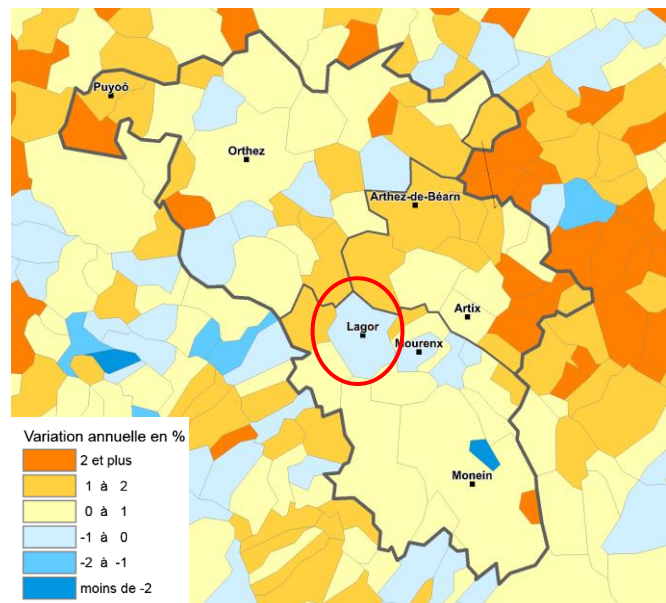 Puyoô
Orthez
Arthez-de-Béarn
Artix
Lagor
Mourenx
Monein
Variation annuelle en %
2 et plus
1 à 2
0 à 1
-1 à 0
-2 à -1
moins de -2